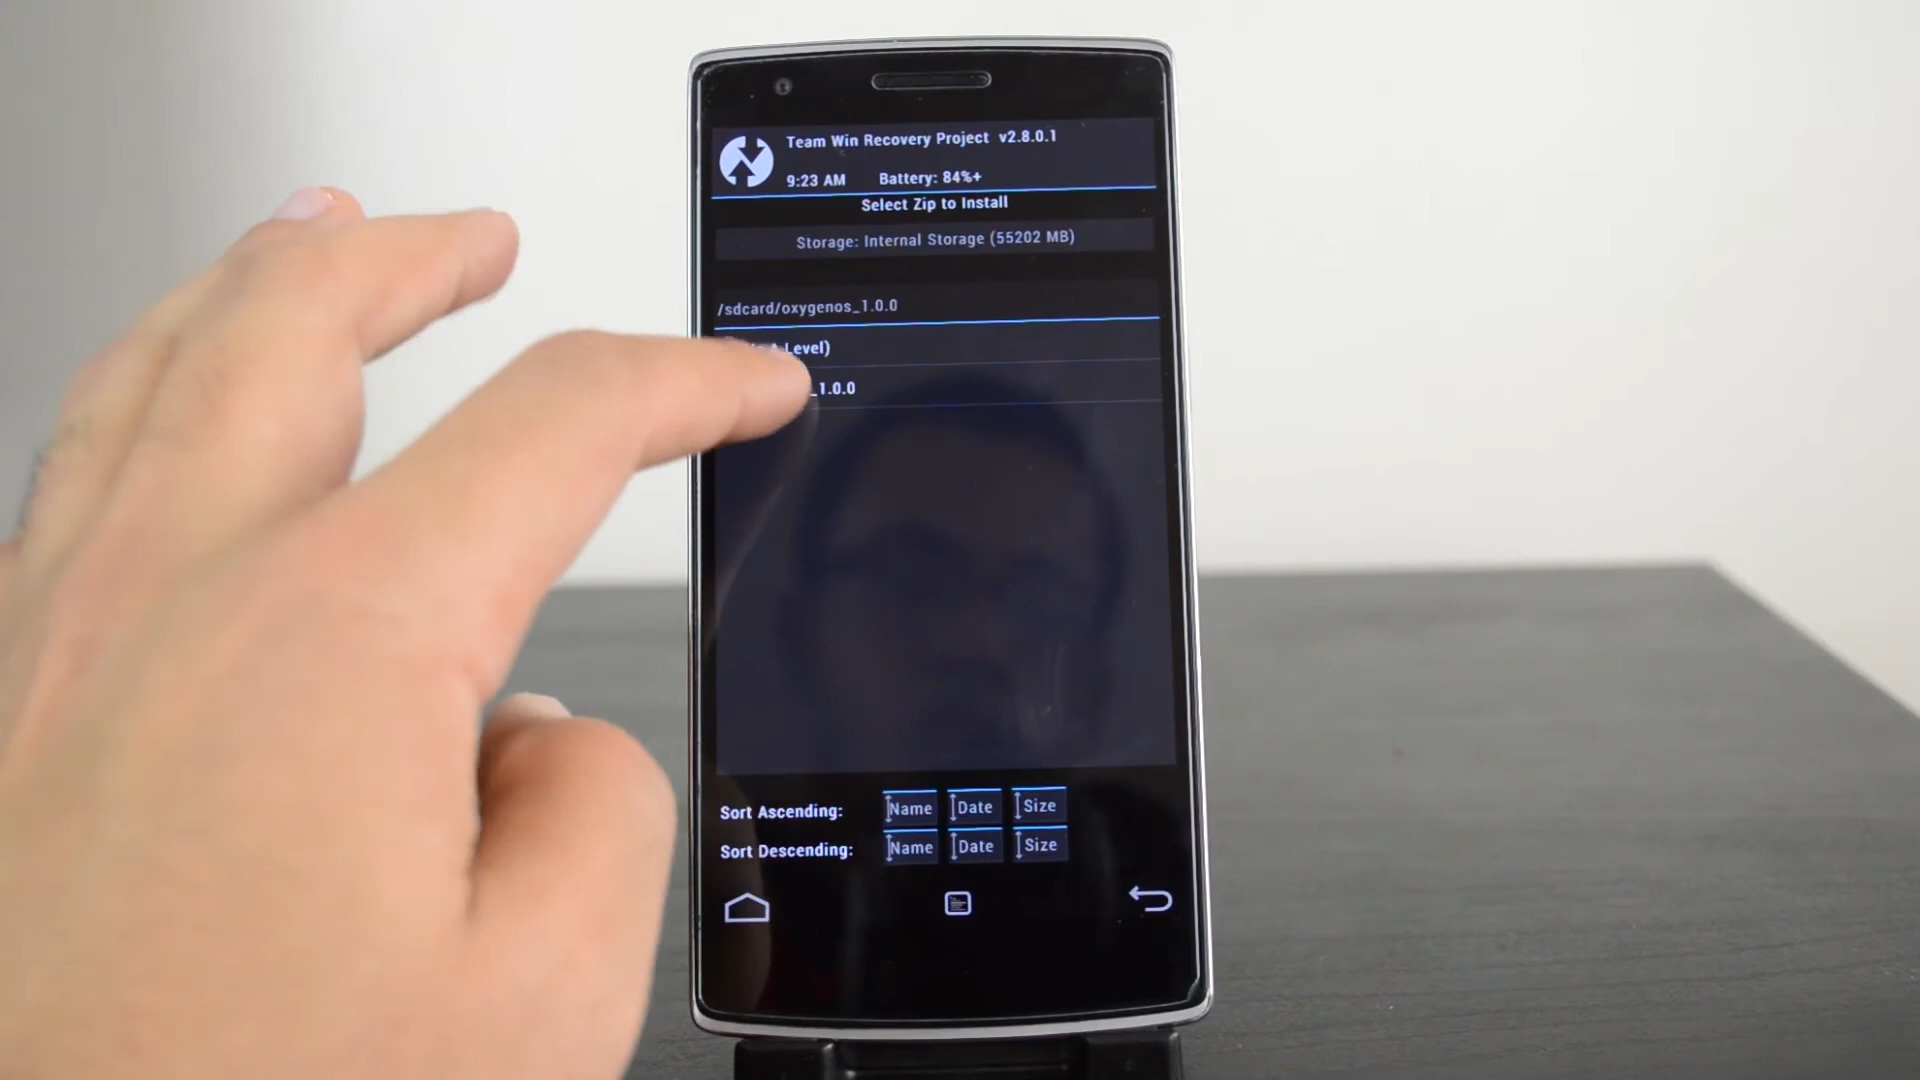 Team Win Recovery Project v2.8.0.1
9:23 AM Battery: 84%+
Select Zip to Install
Storage: Internal Storage (55202 MB)
/sdcard/oxygenos_1.0.0
Level)
_1.0.0
Sort Ascending: Name Date Size
Sort Descending: Name Date Size